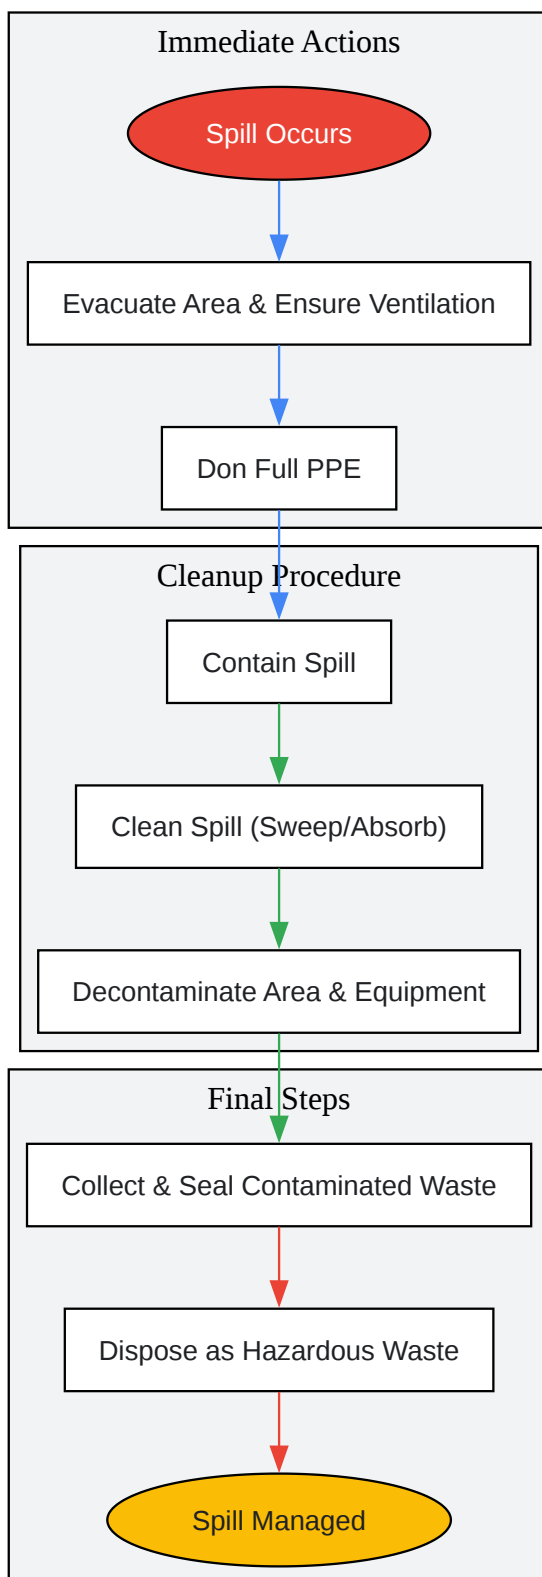 Immediate Actions
Spill Occurs
Evacuate Area & Ensure Ventilation
Don Full PPE
Cleanup Procedure
Contain Spill
Clean Spill (Sweep/Absorb)
Decontaminate Area & Equipment
Final Steps
Collect & Seal Contaminated Waste
Dispose as Hazardous Waste
Spill Managed